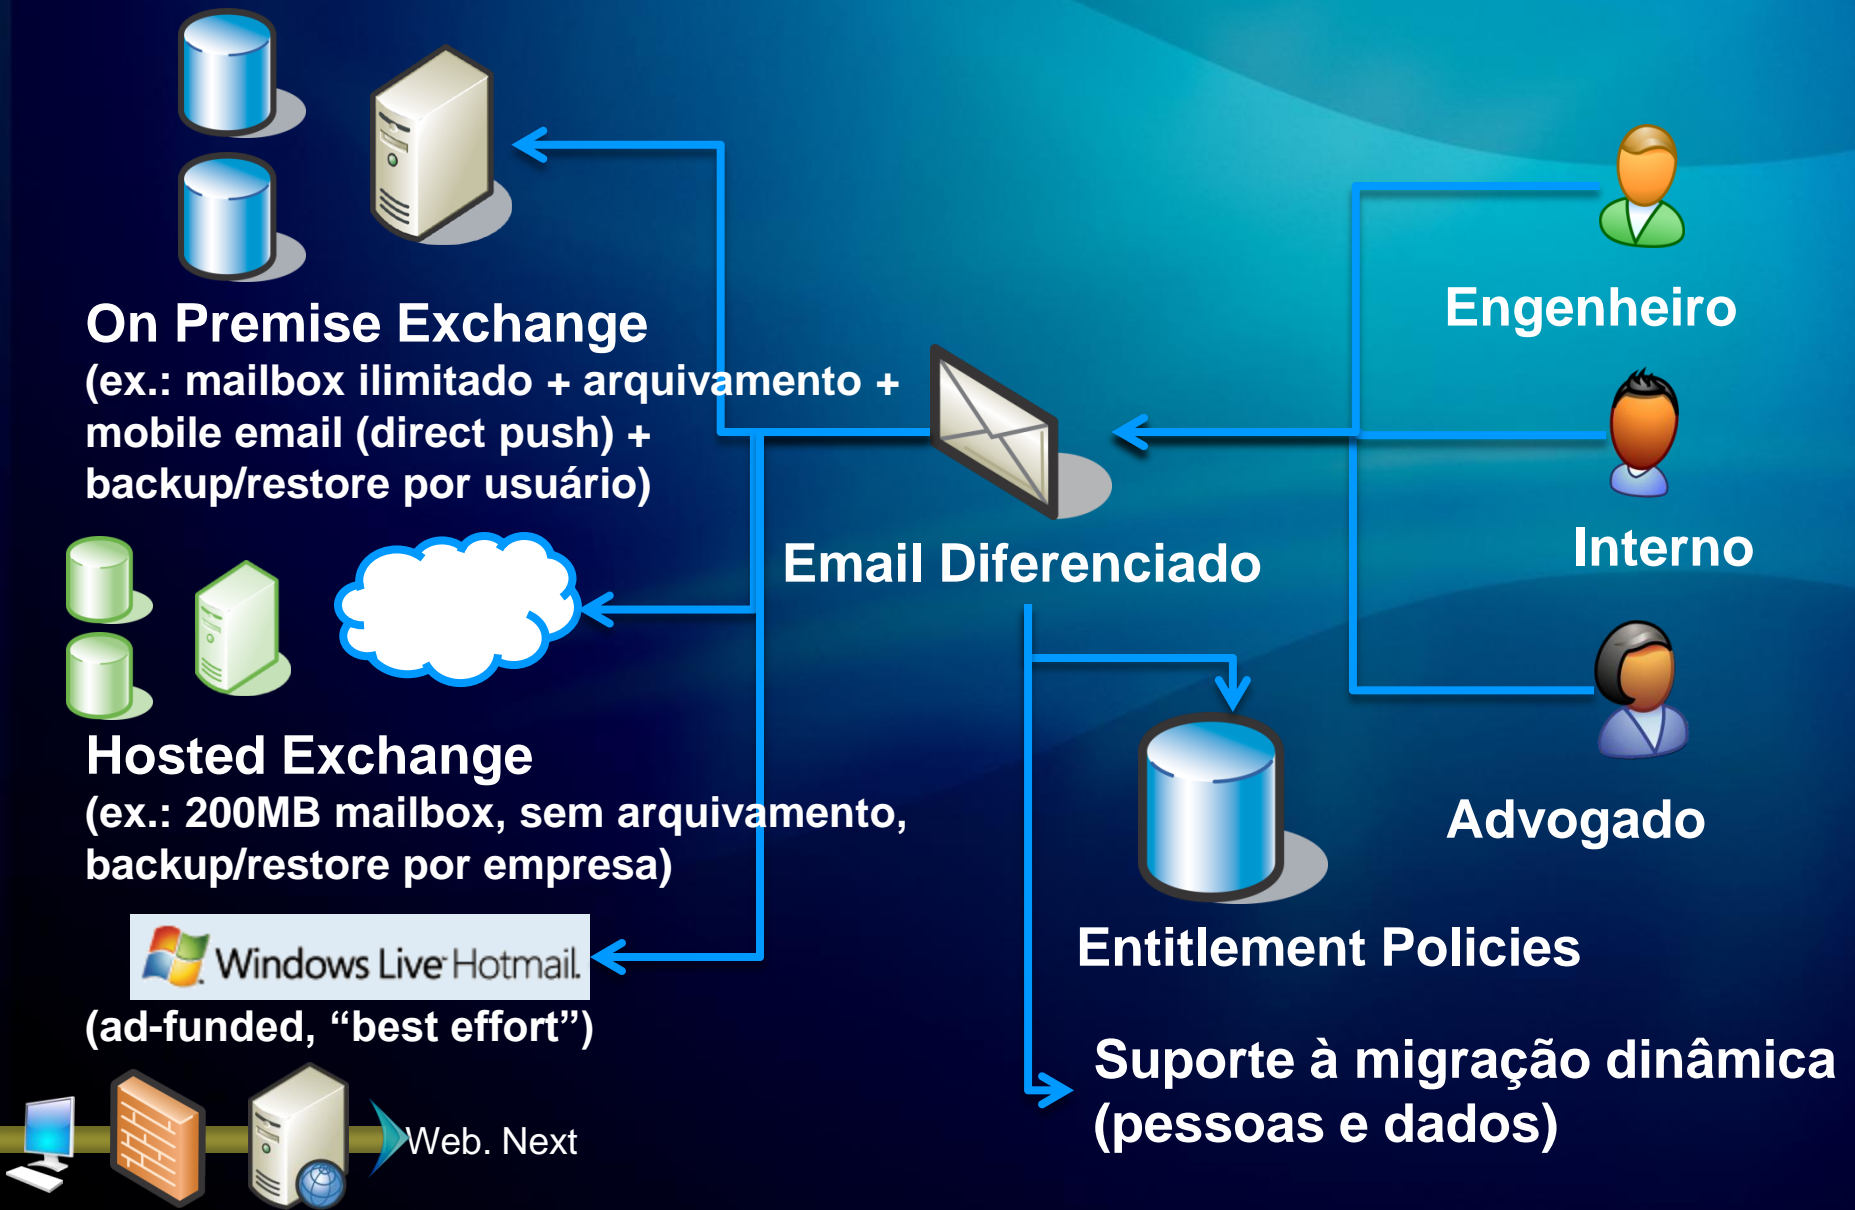 On Premise Exchange
(ex.: mailbox ilimitado + arquivamento +
mobile email (direct push) +
backup/restore por usuário)
Hosted Exchange
(ex.: 200MB mailbox, sem arquivamento,
backup/restore por empresa)
Windows Live Hotmail.
(ad-funded, “best effort”)
Web. Next
Email Diferenciado
Engenheiro
Interno
Advogado
Entitlement Policies
Suporte à migração dinâmica
(pessoas e dados)